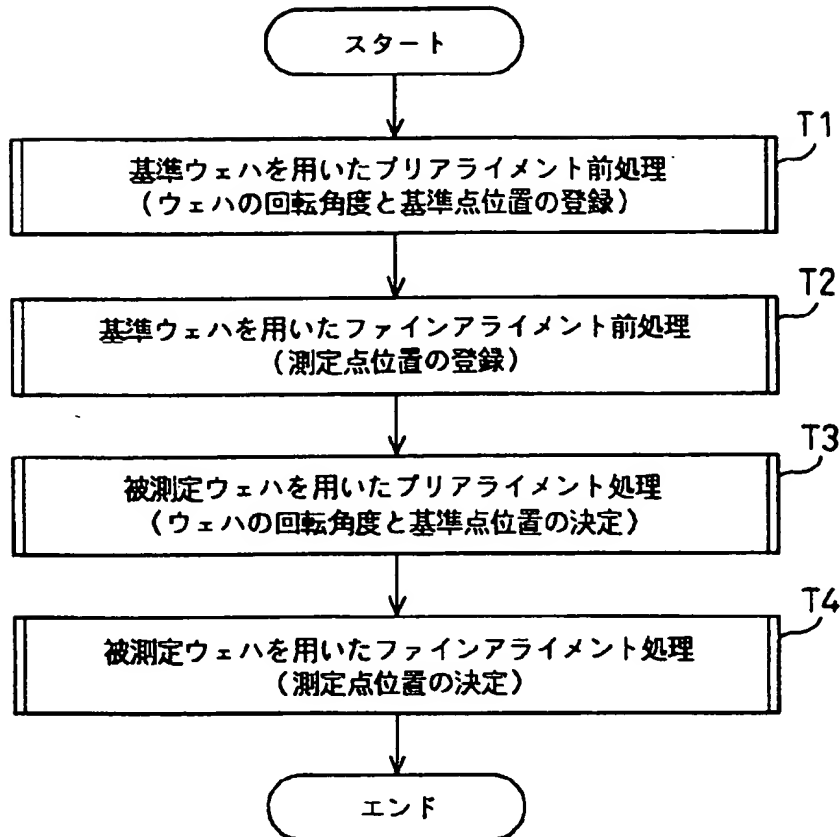 スタート
T1
基準ウェハを用いたプリアライメント前処理
(ウェハの回転角度と基準点位置の登録)
T2
基準ウェハを用いたファインアライメント前処理
(測定点位置の登録)
T3
被測定ウェハを用いたプリアライメント処理
(ウェハの回転角度と基準点位置の決定)
T4
被測定ウェハを用いたファインアライメント処理
(測定点位置の決定)
エンド